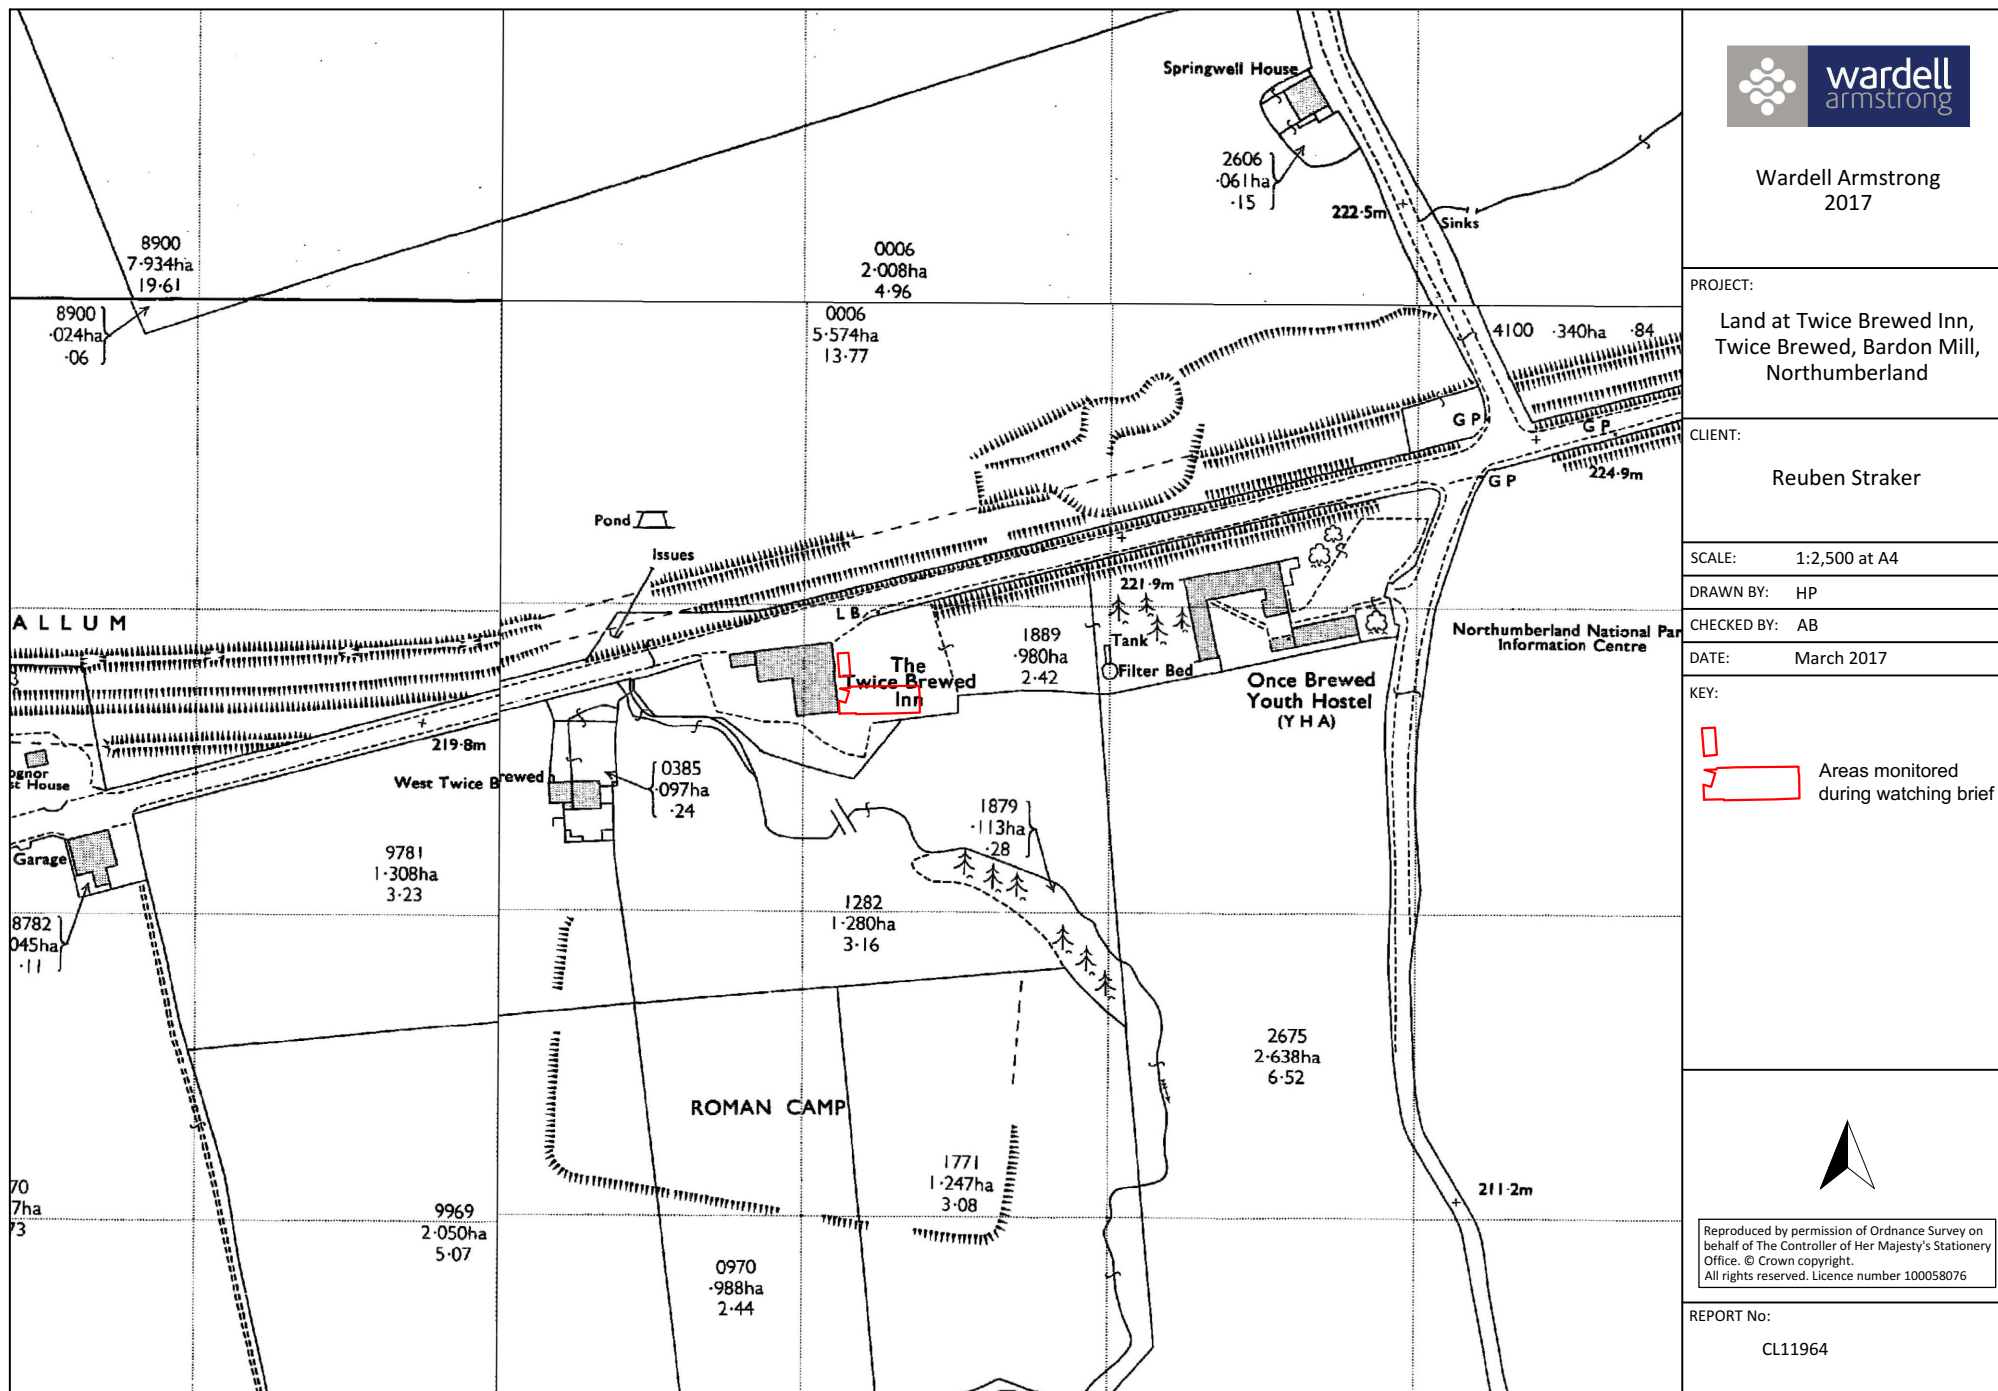 Springwell House
2606
·061ha
·15
222·5m
Sinks
8900
7·934ha
19·61
0006
2·008ha
4·96
8900
·024ha
·06
0006
5·574ha
13·77
4100 ·340ha ·84
G P
G P
G P
224·9m
Pond
Issues
ALLUM
L B
221·9m
1889
·980ha
2·42
Tank
Filter Bed
The
Twice Brewed
Inn
Once Brewed
Youth Hostel
(Y H A)
Northumberland National Par
Information Centre
219·8m
West Twice Brewed
0385
·097ha
·24
ognor
st House
Garage
8782
045ha
·11
9781
1·308ha
3·23
1879
·113ha
·28
1282
1·280ha
3·16
2675
2·638ha
6·52
ROMAN CAMP
1771
1·247ha
3·08
211·2m
70
7ha
73
9969
2·050ha
5·07
0970
·988ha
2·44
wardell
armstrong
Wardell Armstrong
2017
PROJECT:
Land at Twice Brewed Inn,
Twice Brewed, Bardon Mill,
Northumberland
CLIENT:
Reuben Straker
SCALE: 1:2,500 at A4
DRAWN BY: HP
CHECKED BY: AB
DATE: March 2017
KEY:
Areas monitored
during watching brief
Reproduced by permission of Ordnance Survey on
behalf of The Controller of Her Majesty's Stationery
Office. © Crown copyright.
All rights reserved. Licence number 100058076
REPORT No:
CL11964